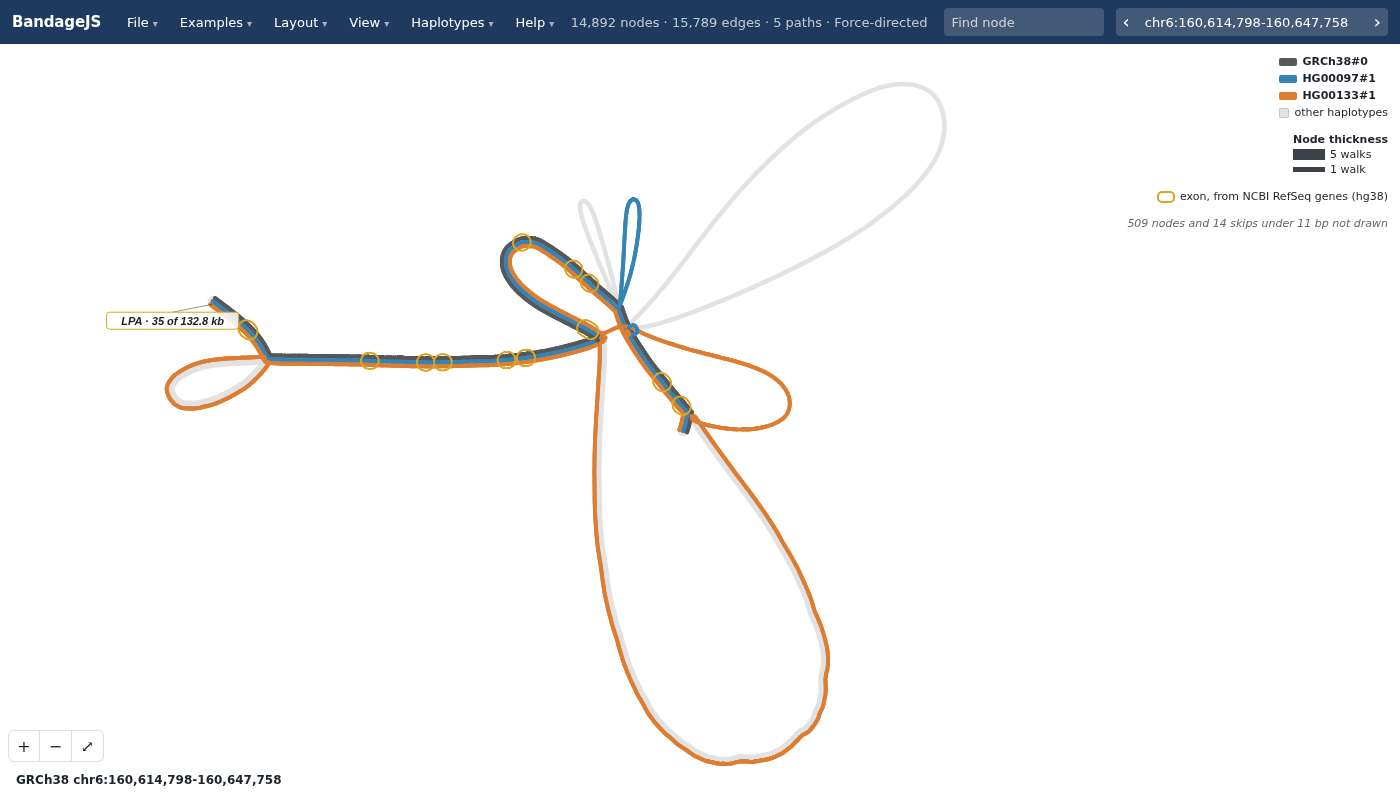 BandageJS File ▾ Examples ▾ Layout ▾ View ▾ Haplotypes ▾ Help ▾ 14,892 nodes · 15,789 edges · 5 paths · Force-directed Find node ‹ chr6:160,614,798-160,647,758 ›
GRCh38#0
HG00097#1
HG00133#1
other haplotypes
Node thickness
5 walks
1 walk
exon, from NCBI RefSeq genes (hg38)
509 nodes and 14 skips under 11 bp not drawn
LPA · 35 of 132.8 kb
+ − ⤢
GRCh38 chr6:160,614,798-160,647,758